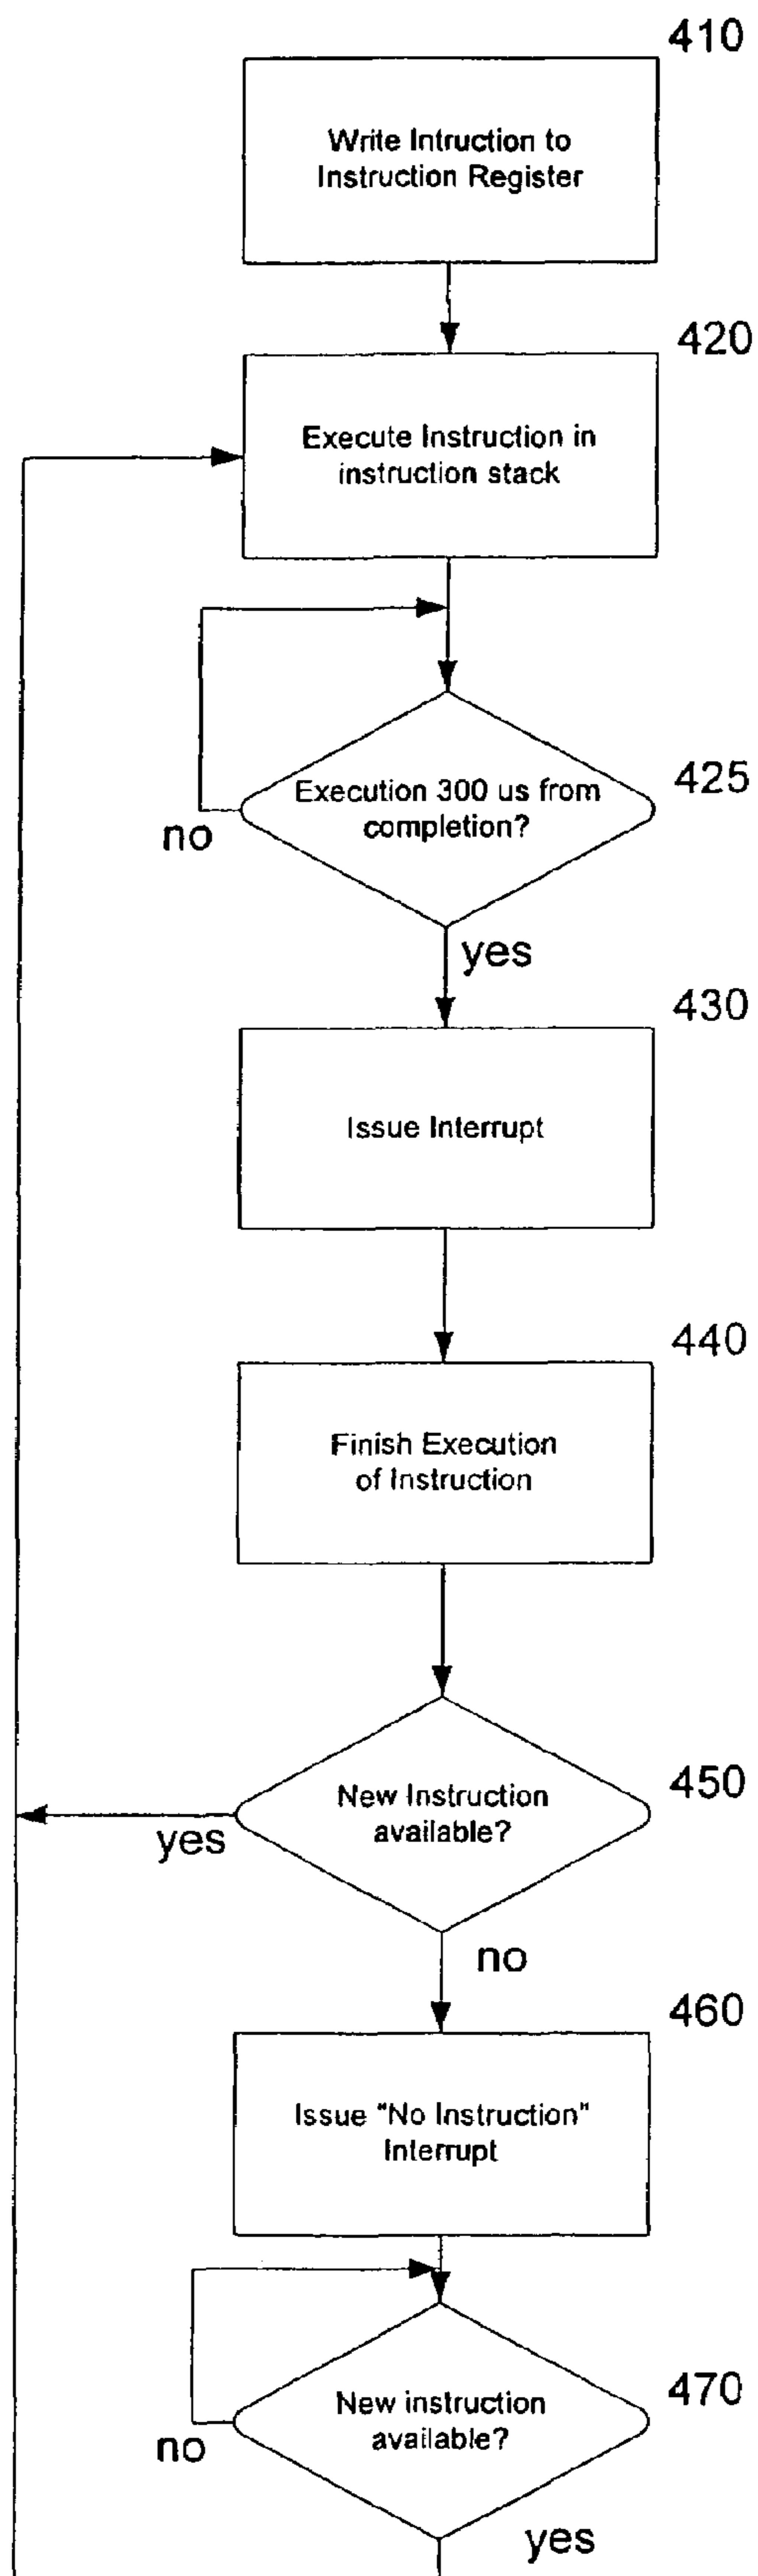 410
Write Intruction to
Instruction Register
420
Execute Instruction in
instruction stack
425
Execution 300 us from
completion?
no
yes
430
Issue Interrupt
440
Finish Execution
of Instruction
450
New Instruction
available?
yes
no
460
Issue "No Instruction"
Interrupt
470
New instruction
available?
no
yes